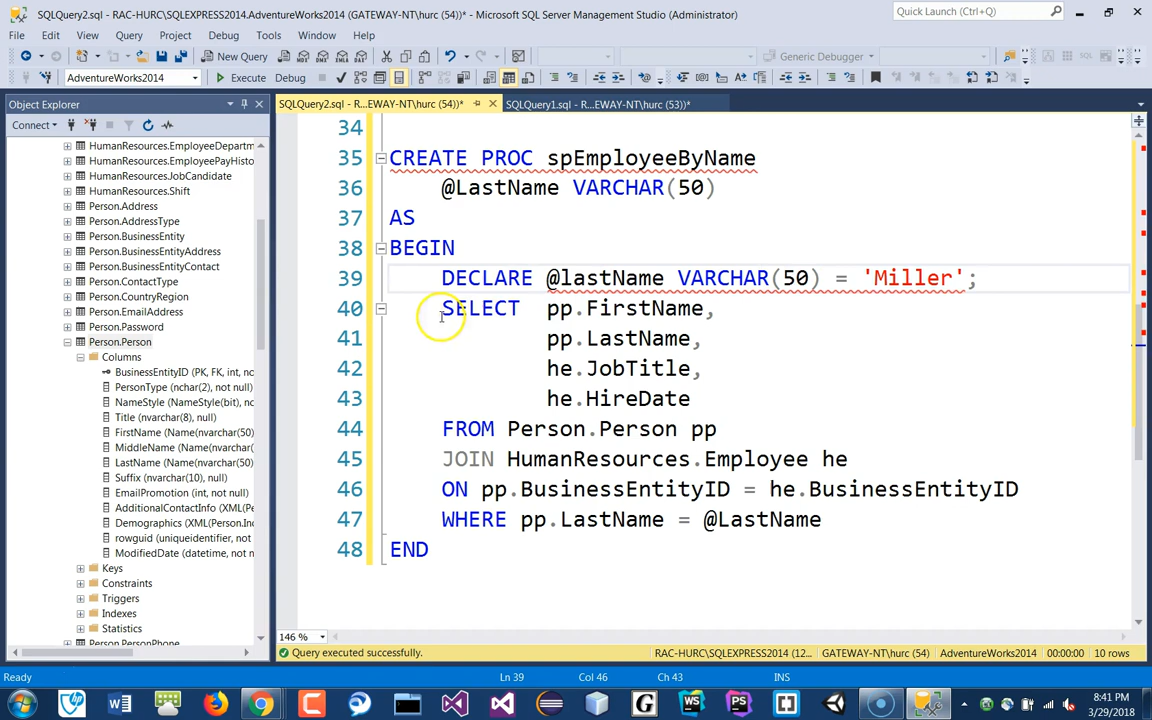 SQLQuery2.sql - RAC-HURC\SQLEXPRESS2014.AdventureWorks2014 (GATEWAY-NT\hurc (54))* - Microsoft SQL Server Management Studio (Administrator)
Quick Launch (Ctrl+Q)
File Edit View Query Project Debug Tools Window Help
New Query
Generic Debugger
AdventureWorks2014
Execute Debug
Object Explorer
SQLQuery2.sql - R...EWAY-NT\hurc (54))*
SQLQuery1.sql - R...EWAY-NT\hurc (53))*
Connect
HumanResources.EmployeeDepartm
HumanResources.EmployeePayHisto
HumanResources.JobCandidate
HumanResources.Shift
Person.Address
Person.AddressType
Person.BusinessEntity
Person.BusinessEntityAddress
Person.BusinessEntityContact
Person.ContactType
Person.CountryRegion
Person.EmailAddress
Person.Password
Person.Person
Columns
BusinessEntityID (PK, FK, int, nc
PersonType (nchar(2), not null)
NameStyle (NameStyle(bit), no
Title (nvarchar(8), null)
FirstName (Name(nvarchar(50)
MiddleName (Name(nvarchar(50)
LastName (Name(nvarchar(50)
Suffix (nvarchar(10), null)
EmailPromotion (int, not null)
AdditionalContactInfo (XML(Per
Demographics (XML(Person.In
rowguid (uniqueidentifier, not
ModifiedDate (datetime, not n
Keys
Constraints
Triggers
Indexes
Statistics
Person.PersonPhone
34
35 CREATE PROC spEmployeeByName
36 @LastName VARCHAR(50)
37 AS
38 BEGIN
39 DECLARE @lastName VARCHAR(50) = 'Miller';
40 SELECT pp.FirstName,
41 pp.LastName,
42 he.JobTitle,
43 he.HireDate
44 FROM Person.Person pp
45 JOIN HumanResources.Employee he
46 ON pp.BusinessEntityID = he.BusinessEntityID
47 WHERE pp.LastName = @LastName
48 END
146 %
Query executed successfully.
RAC-HURC\SQLEXPRESS2014 (12...
GATEWAY-NT\hurc (54)
AdventureWorks2014
00:00:00
10 rows
Ready
Ln 39
Col 46
Ch 43
INS
8:41 PM
3/29/2018